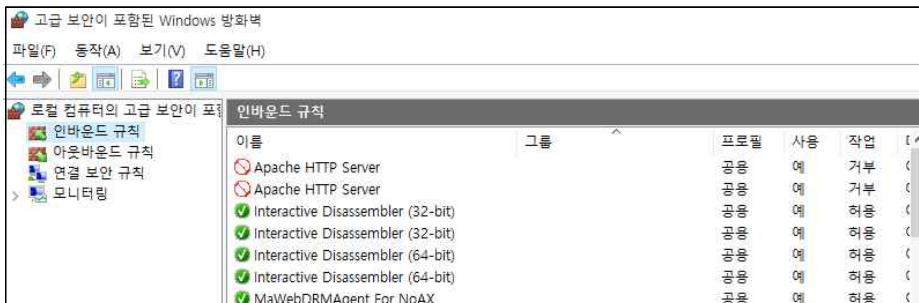 고급 보안이 포함된 Windows 방화벽
파일(F) 동작(A) 보기(V) 도움말(H)
로컬 컴퓨터의 고급 보안이 포함
인바운드 규칙
아웃바운드 규칙
연결 보안 규칙
모니터링
인바운드 규칙
이름 그룹 프로필 사용 작업
Apache HTTP Server 공용 예 거부
Apache HTTP Server 공용 예 거부
Interactive Disassembler (32-bit) 공용 예 허용
Interactive Disassembler (32-bit) 공용 예 허용
Interactive Disassembler (64-bit) 공용 예 허용
Interactive Disassembler (64-bit) 공용 예 허용
MaWebDRMAgent For NoAX 공용 예 허용